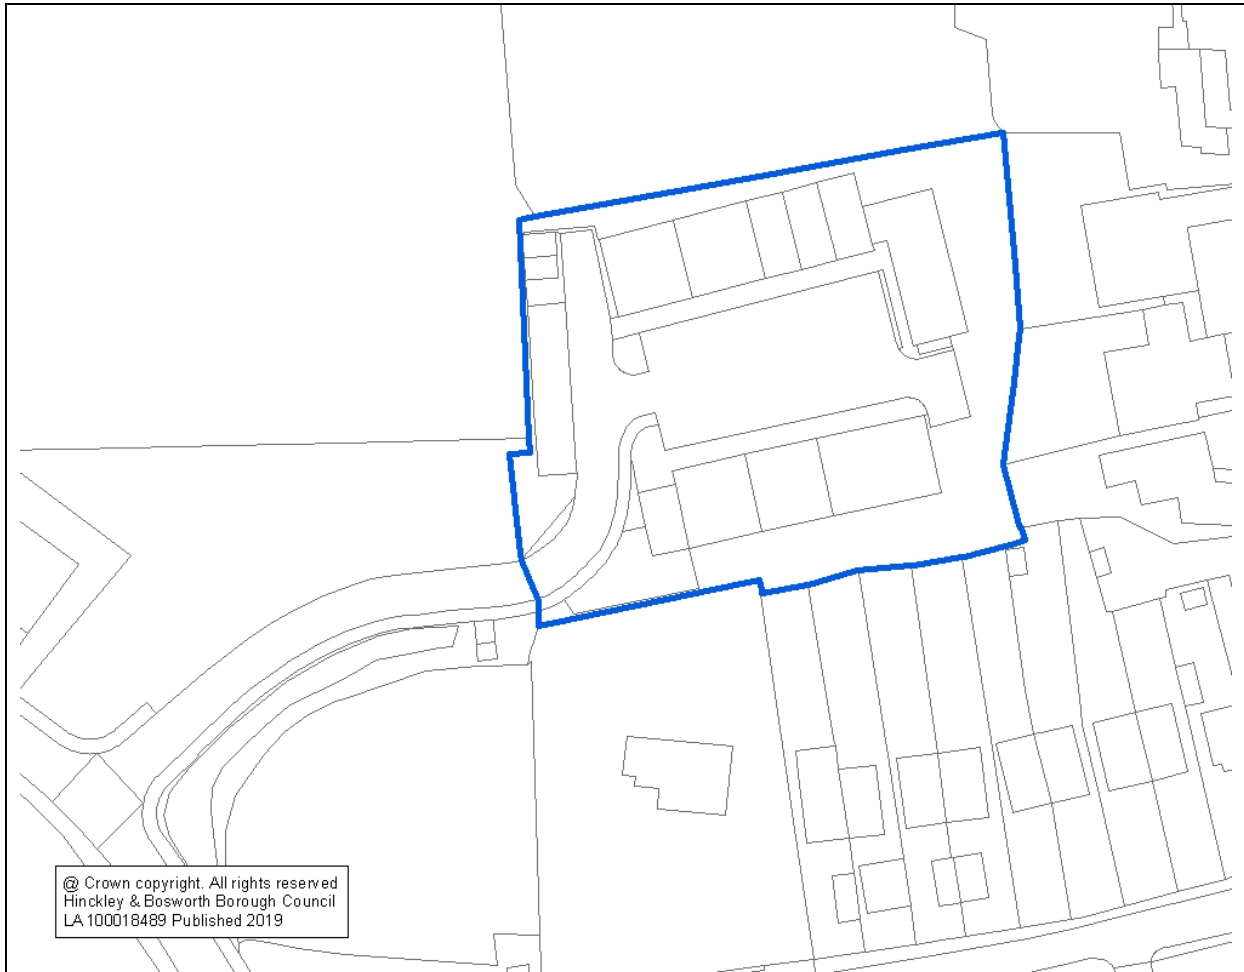 @ Crown copyright. All rights reserved
Hinckley & Bosworth Borough Council
LA 100018489 Published 2019